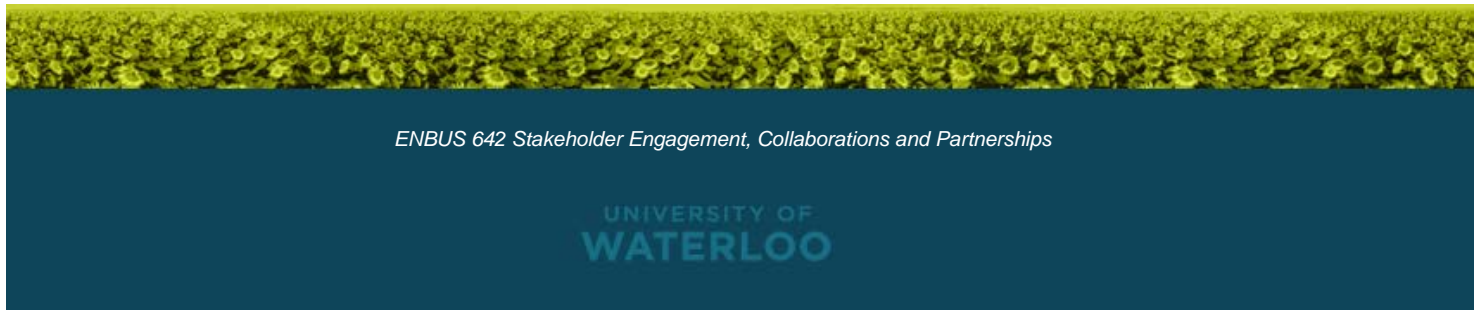 ENBUS 642 Stakeholder Engagement, Collaborations and Partnerships
UNIVERSITY OF
WATERLOO